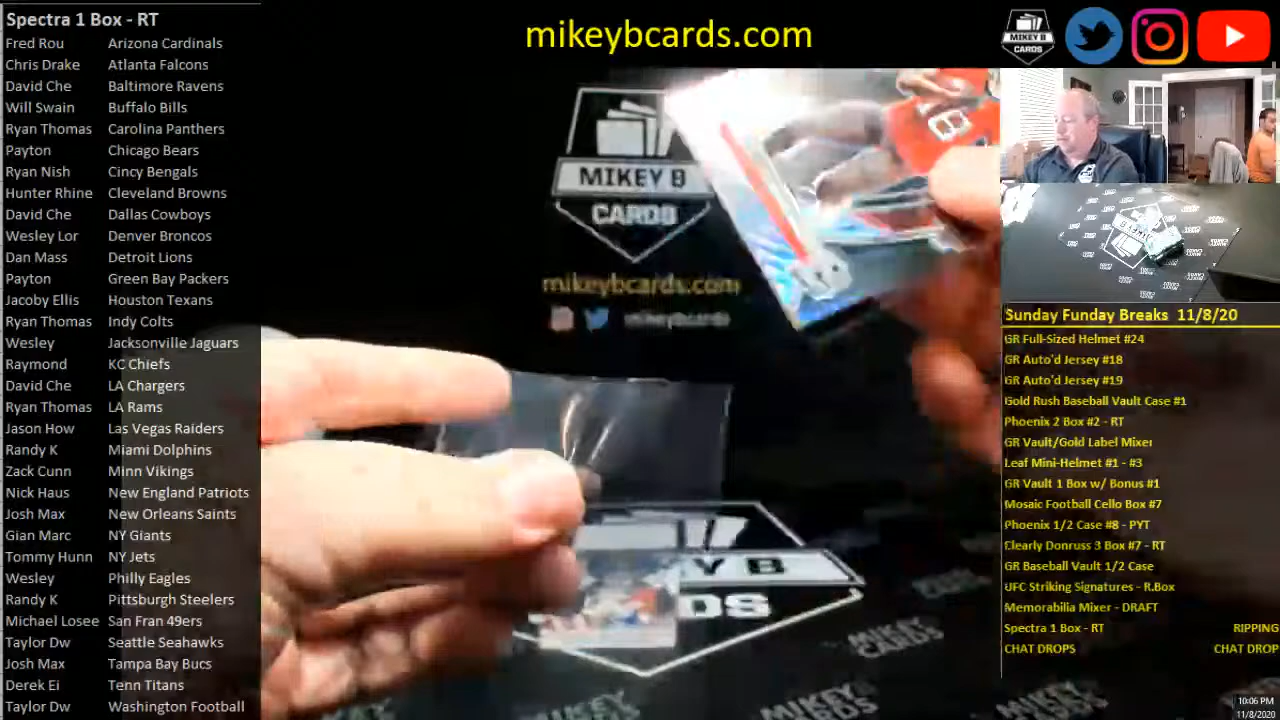 Spectra 1 Box - RT
Fred Rou Arizona Cardinals
Chris Drake Atlanta Falcons
David Che Baltimore Ravens
Will Swain Buffalo Bills
Ryan Thomas Carolina Panthers
Payton Chicago Bears
Ryan Nish Cincy Bengals
Hunter Rhine Cleveland Browns
David Che Dallas Cowboys
Wesley Lor Denver Broncos
Dan Mass Detroit Lions
Payton Green Bay Packers
Jacoby Ellis Houston Texans
Ryan Thomas Indy Colts
Wesley Jacksonville Jaguars
Raymond KC Chiefs
David Che LA Chargers
Ryan Thomas LA Rams
Jason How Las Vegas Raiders
Randy K Miami Dolphins
Zack Cunn Minn Vikings
Nick Haus New England Patriots
Josh Max New Orleans Saints
Gian Marc NY Giants
Tommy Hunn NY Jets
Wesley Philly Eagles
Randy K Pittsburgh Steelers
Michael Losee San Fran 49ers
Taylor Dw Seattle Seahawks
Josh Max Tampa Bay Bucs
Derek Ei Tenn Titans
Taylor Dw Washington Football
mikeybcards.com
MIKEY B
CARDS
mikeybcards.com
mikeybcards
Y B
RDS
MIKEY B
CARDS
Sunday Funday Breaks 11/8/20
GR Full-Sized Helmet #24
GR Auto'd Jersey #18
GR Auto'd Jersey #19
Gold Rush Baseball Vault Case #1
Phoenix 2 Box #2 - RT
GR Vault/Gold Label Mixer
Leaf Mini-Helmet #1 - #3
GR Vault 1 Box w/ Bonus #1
Mosaic Football Cello Box #7
Phoenix 1/2 Case #8 - PYT
Clearly Donruss 3 Box #7 - RT
GR Baseball Vault 1/2 Case
UFC Striking Signatures - R.Box
Memorabilia Mixer - DRAFT
Spectra 1 Box - RT RIPPING
CHAT DROPS CHAT DROP
10:06 PM
11/8/2020